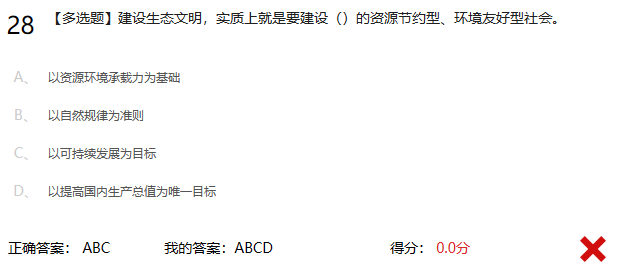 28 【多选题】建设生态文明，实质上就是要建设（）的资源节约型、环境友好型社会。
A、 以资源环境承载力为基础
B、 以自然规律为准则
C、 以可持续发展为目标
D、 以提高国内生产总值为唯一目标
正确答案： ABC 我的答案：ABCD 得分： 0.0分